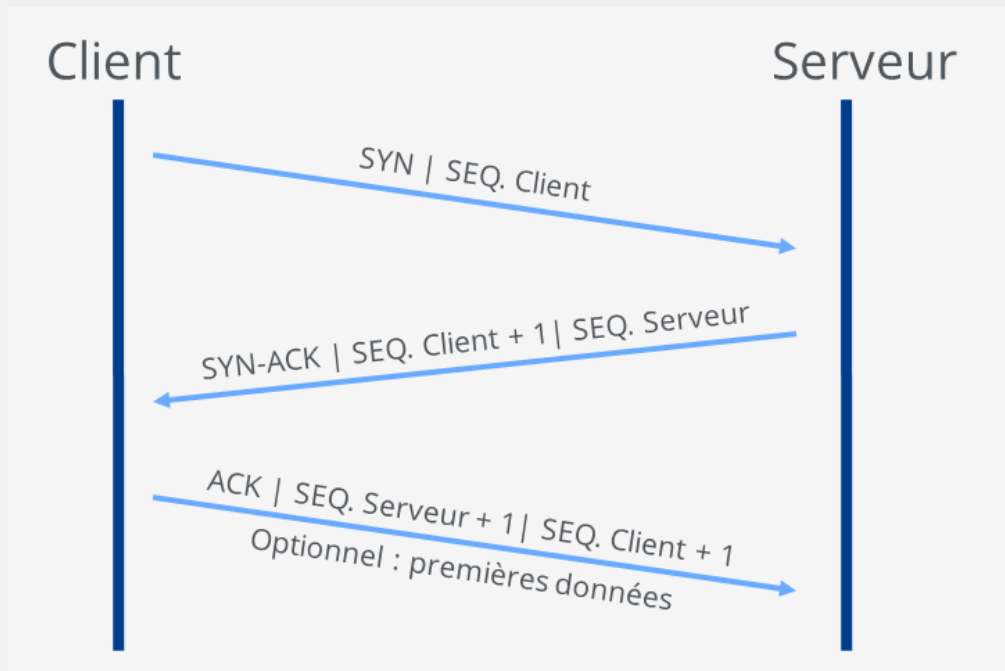 Client
Serveur
SYN | SEQ. Client
SYN-ACK | SEQ. Client + 1| SEQ. Serveur
ACK | SEQ. Serveur + 1| SEQ. Client + 1
Optionnel : premières données